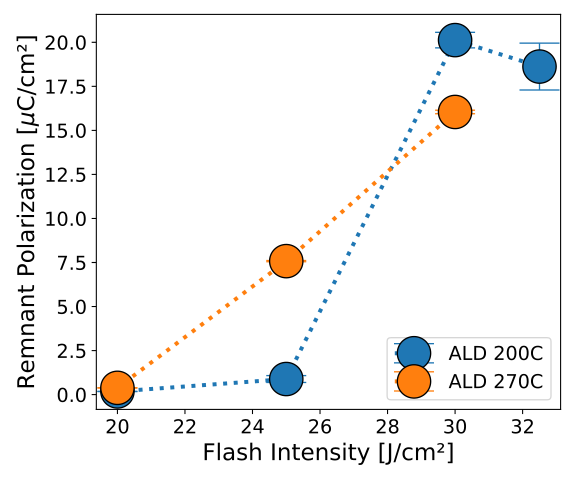 Remnant Polarization [μC/cm²]
20.0
17.5
15.0
12.5
10.0
7.5
5.0
2.5
0.0
ALD 200C
ALD 270C
20 22 24 26 28 30 32
Flash Intensity [J/cm²]